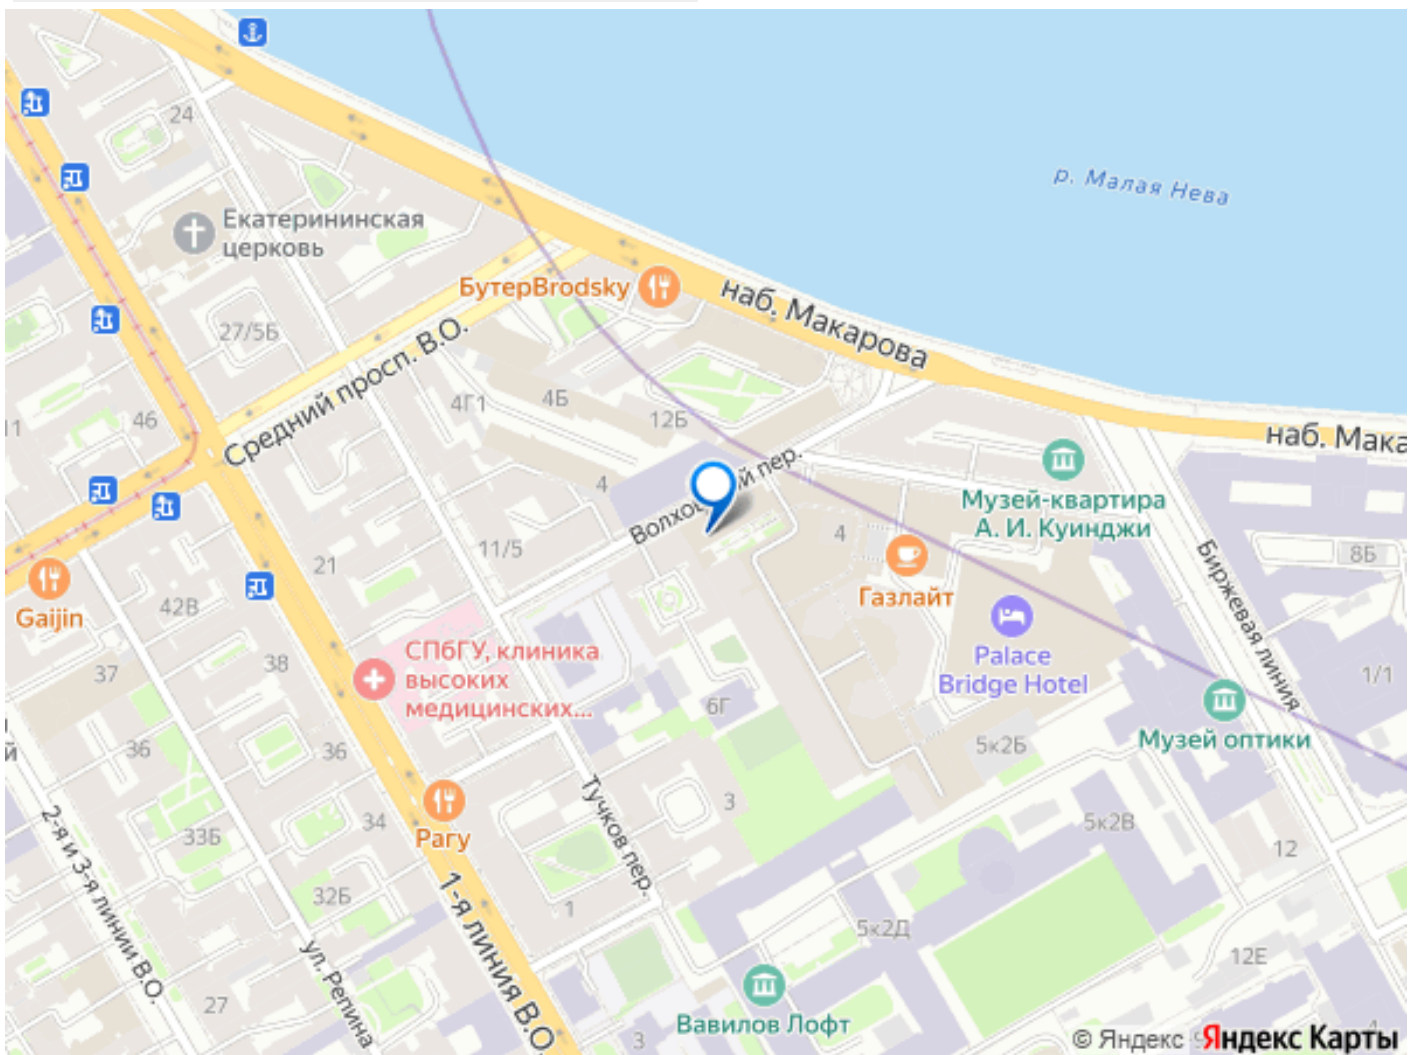 24
р. Малая Нева
Екатерининская
церковь
БутерBrodsky
наб. Макарова
27/5Б
Средний просп. В.О.
4Г1
4Б
12Б
11
46
наб. Мака
Музей-квартира
А. И. Куинджи
4
Волхо
й пер.
4
8Б
11/5
21
Газлайт
Gaijin
42В
Биржевая линия
Palace
Bridge Hotel
СПбГУ, клиника
высоких
медицинских...
37
38
1/1
6Г
й
36
36
5к2Б
Музей оптики
Рагу
Тучков пер.
3
34
33Б
5к2В
12
2-я и 3-я линии В.О.
32Б
1
1-я линия В.О.
5к2Д
ул. Репина
12Е
27
Вавилов Лофт
3
© Яндекс
Яндекс Карты